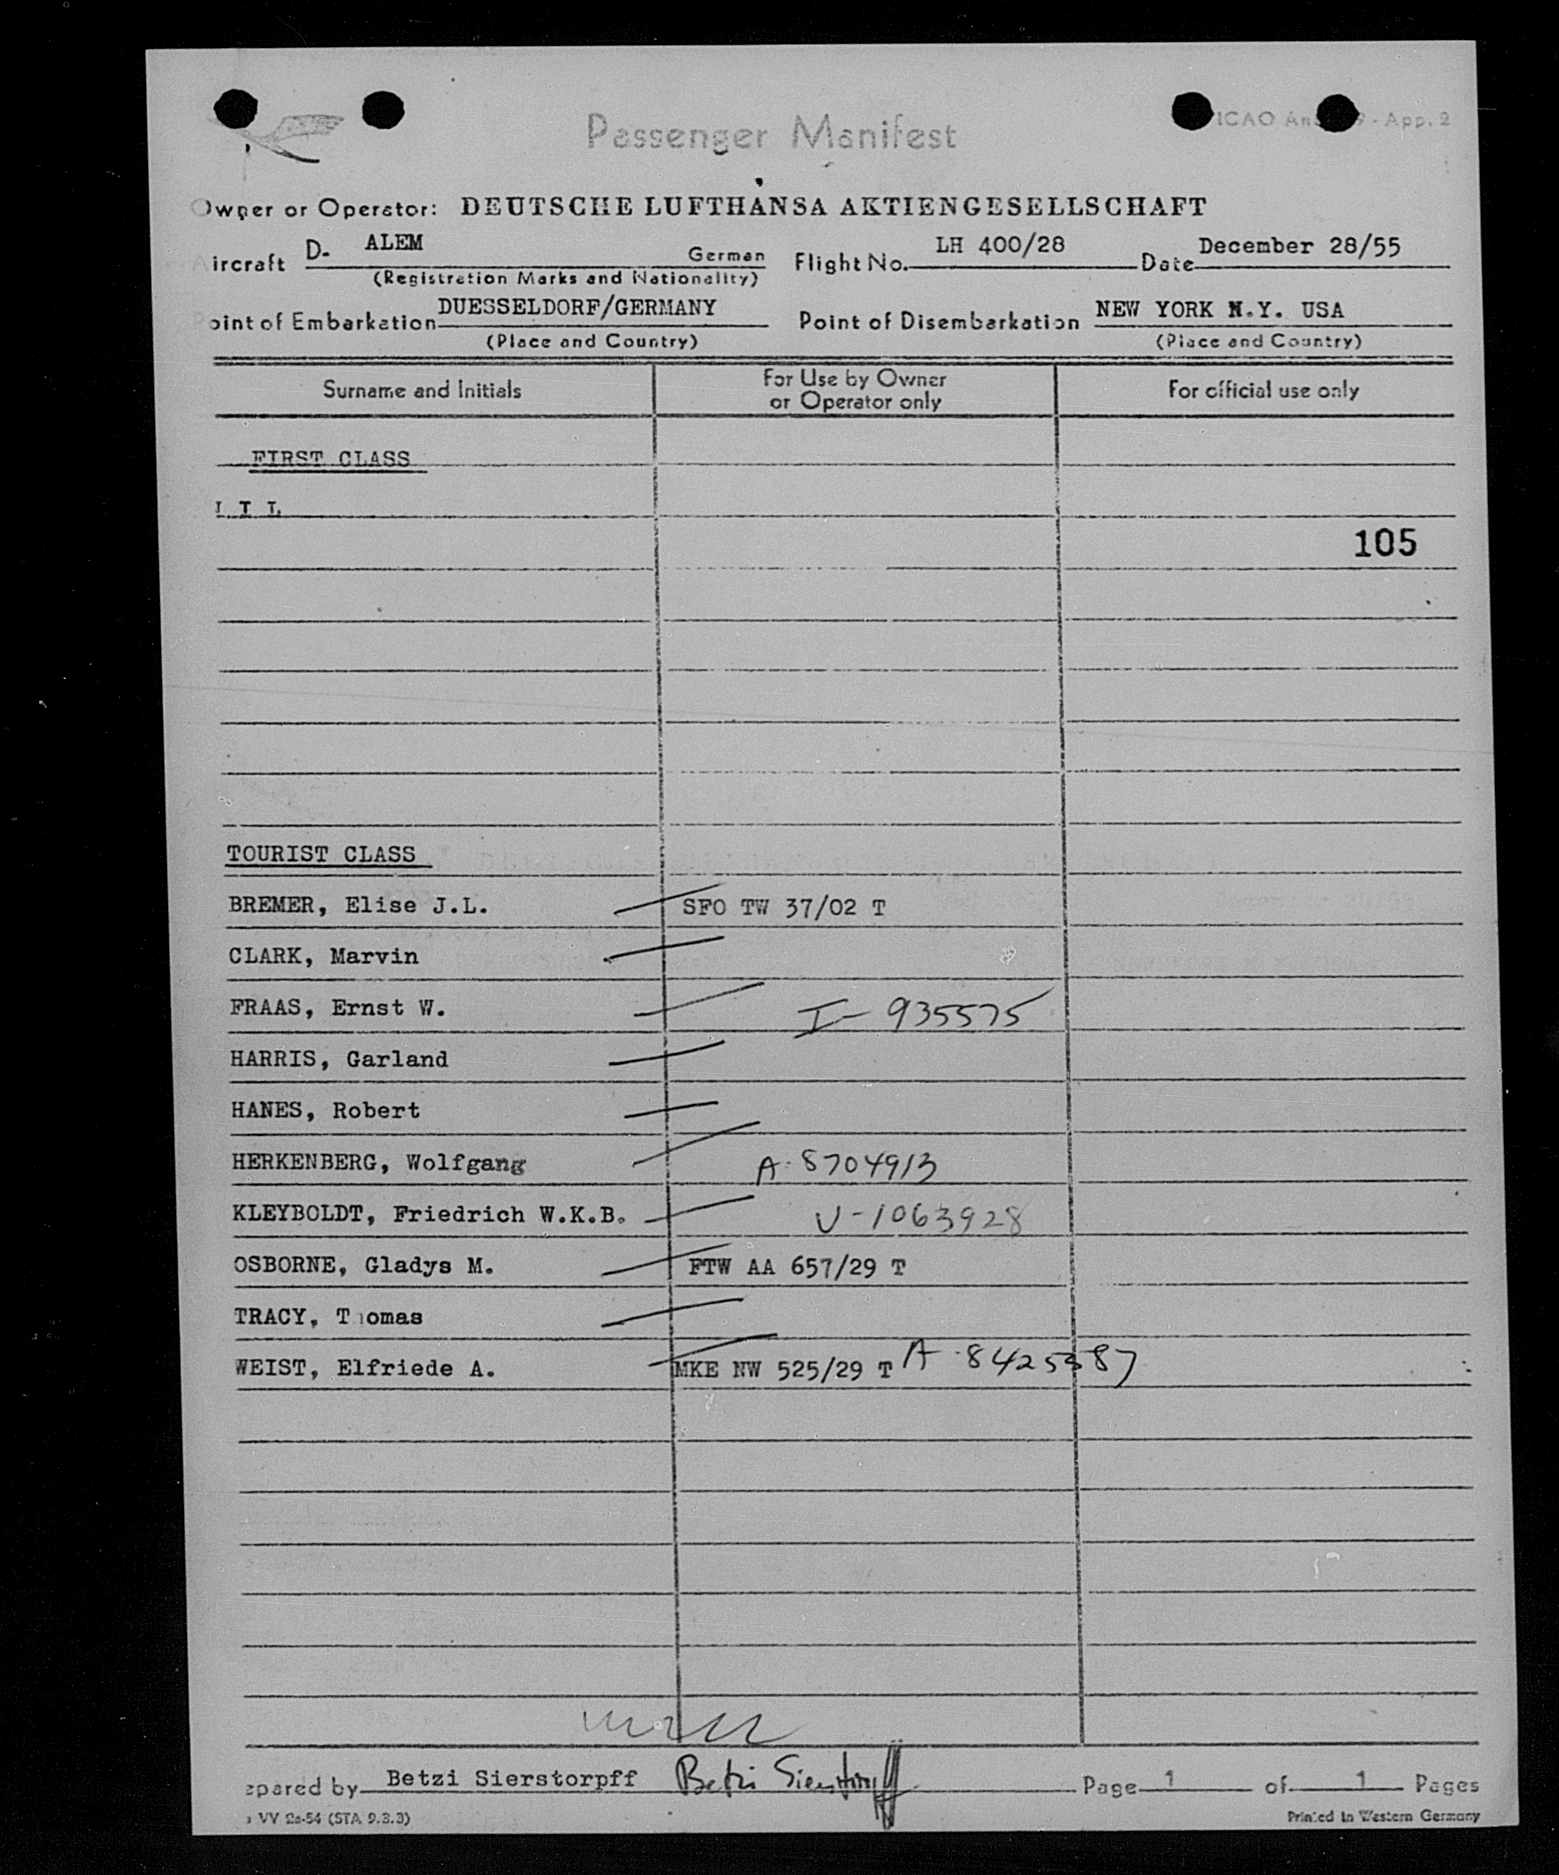 Passenger Manifest
ICAO An 9 - App. 2
Owner or Operator: DEUTSCHE LUFTHANSA AKTIENGESELLSCHAFT
Aircraft D- ALEM German Flight No. LH 400/28 Date December 28/55
(Registration Marks and Nationality)
Point of Embarkation DUESSELDORF/GERMANY Point of Disembarkation NEW YORK N.Y. USA
(Place and Country) (Place and Country)
Surname and Initials For Use by Owner or Operator only For official use only
FIRST CLASS
105
TOURIST CLASS
BREMER, Elise J.L. SFO TW 37/02 T
CLARK, Marvin
FRAAS, Ernst W. I-935575
HARRIS, Garland
HANES, Robert
HERKENBERG, Wolfgang A-8704913
KLEYBOLDT, Friedrich W.K.B. V-1063928
OSBORNE, Gladys M. FTW AA 657/29 T
TRACY, T omas
WEIST, Elfriede A. MKE NW 525/29 T A-8425587
epared by Betzi Sierstorpff Betzi Sierstorpff Page 1 of 1 Pages
VV 2a-54 (STA 9.3.3) Printed in Western Germany